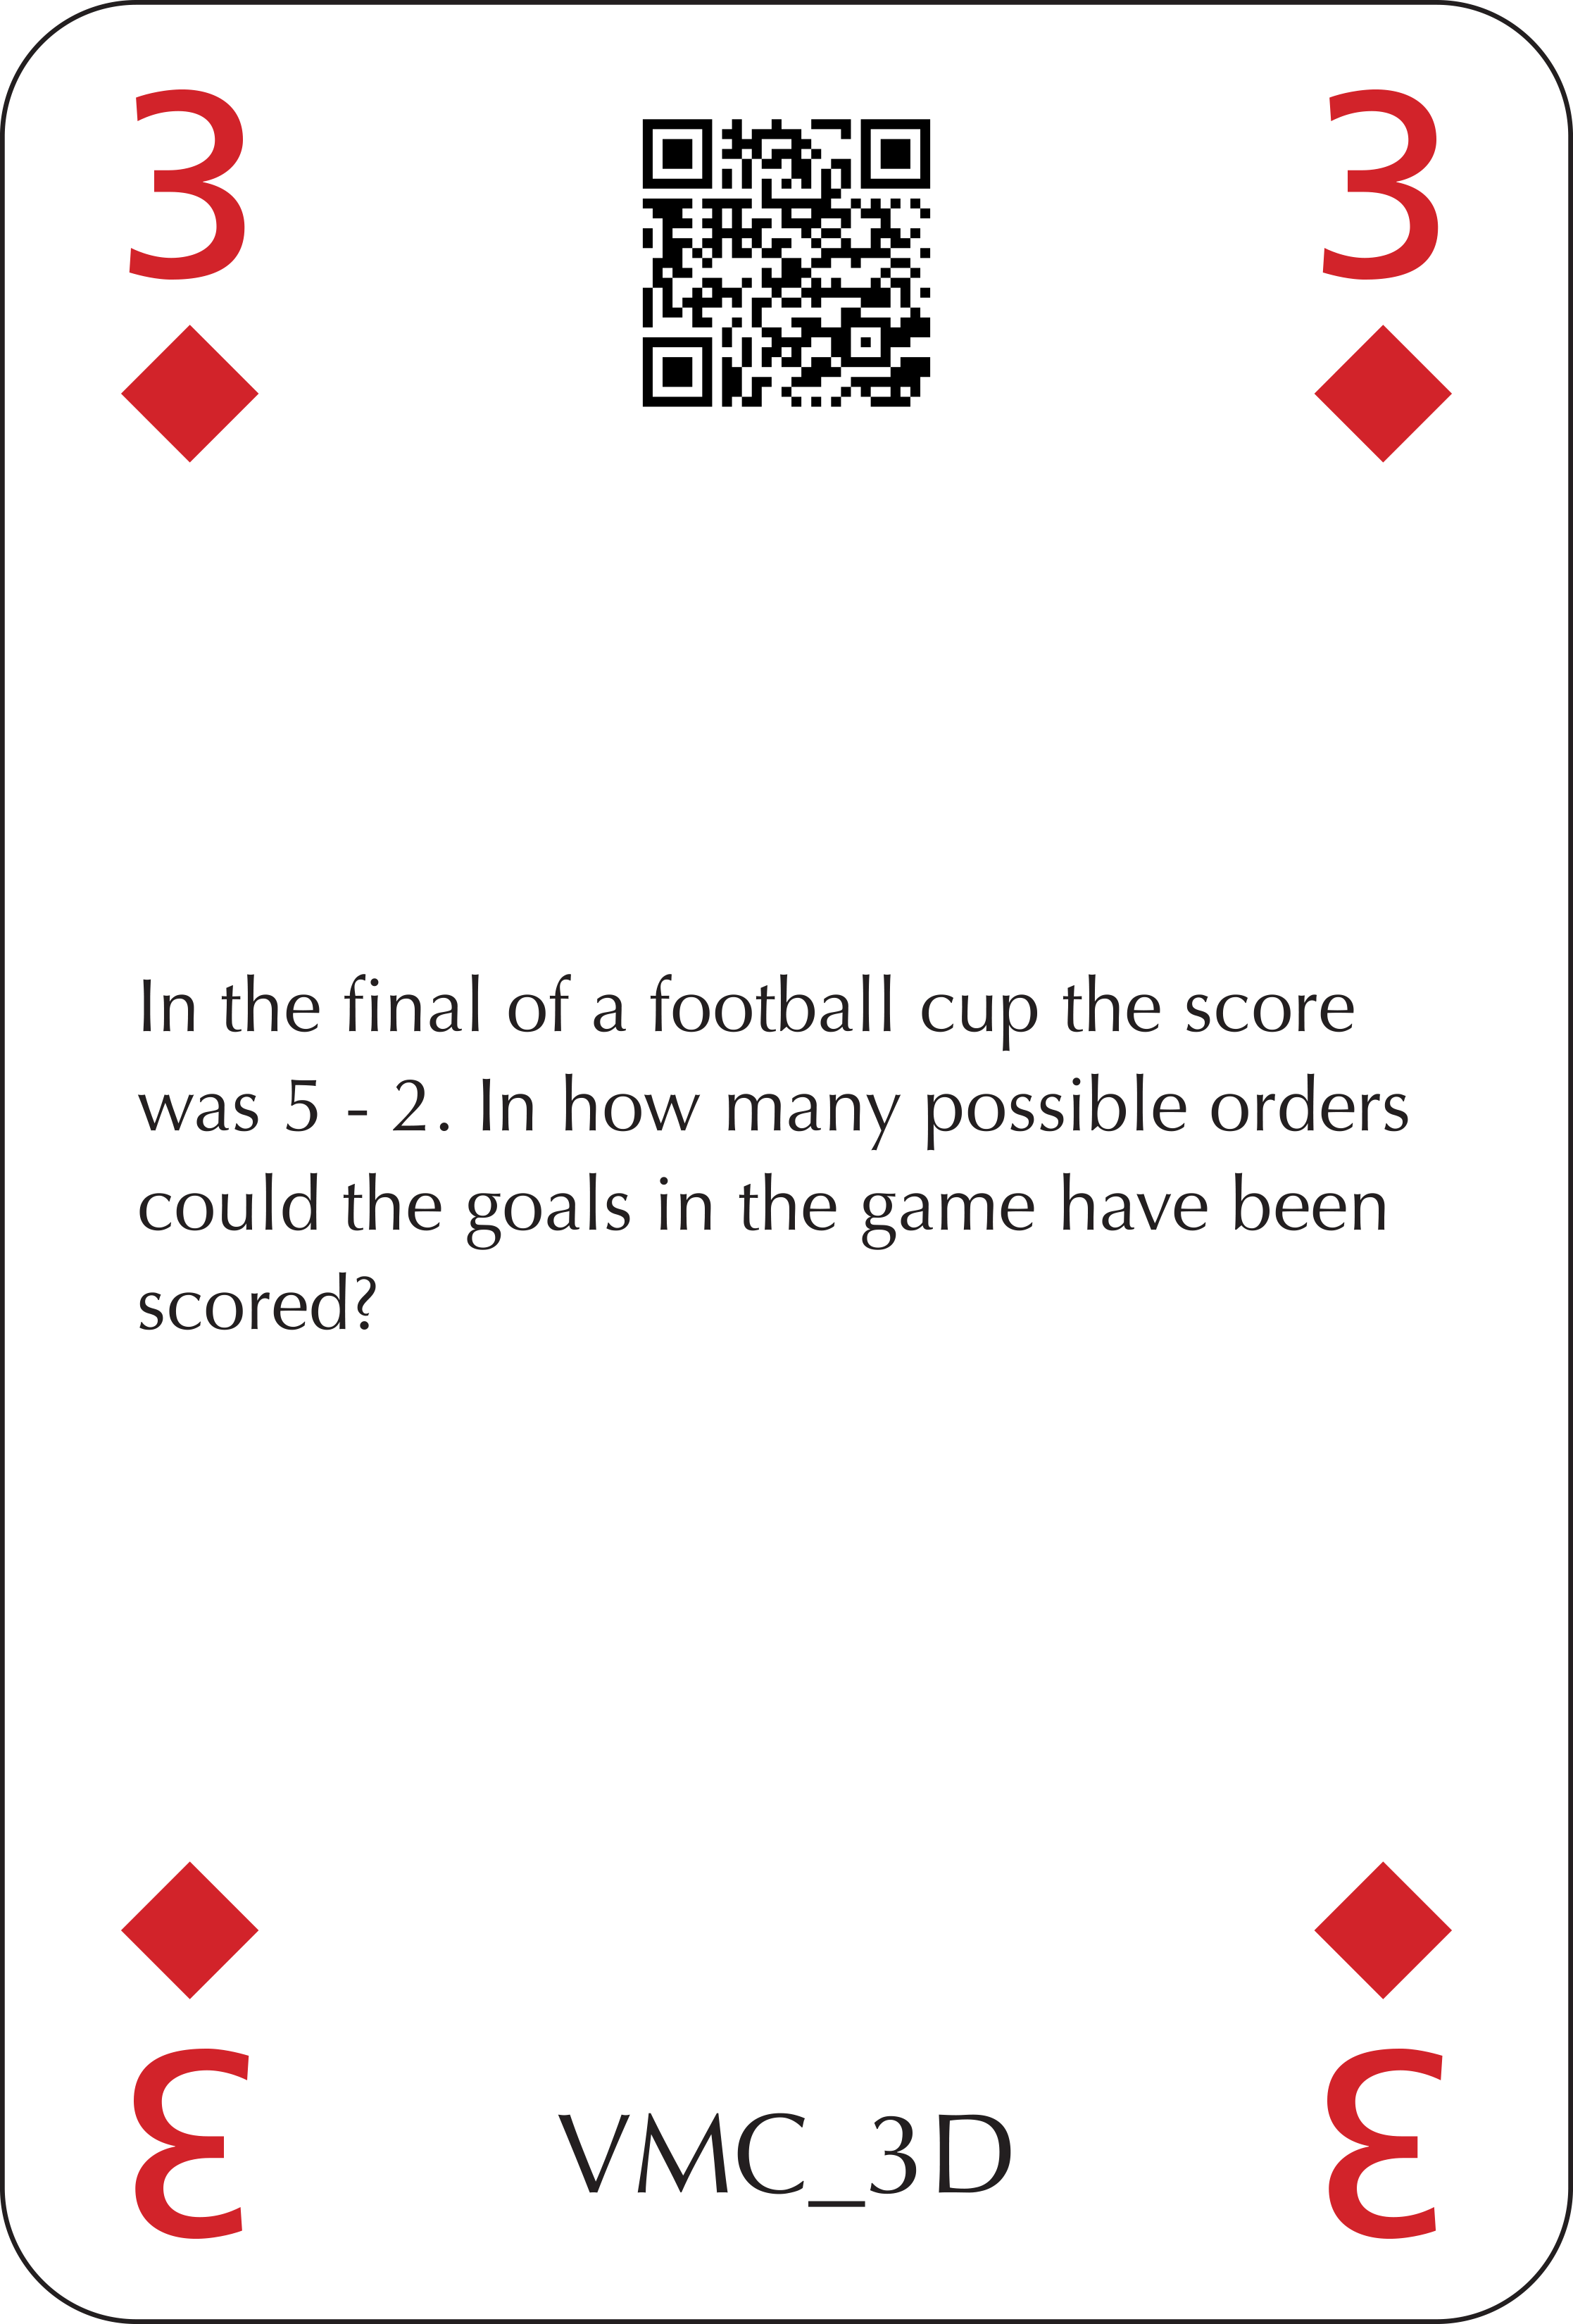 3 3
In the final of a football cup the score
was 5 - 2. In how many possible orders
could the goals in the game have been
scored?
3 VMC_3D 3